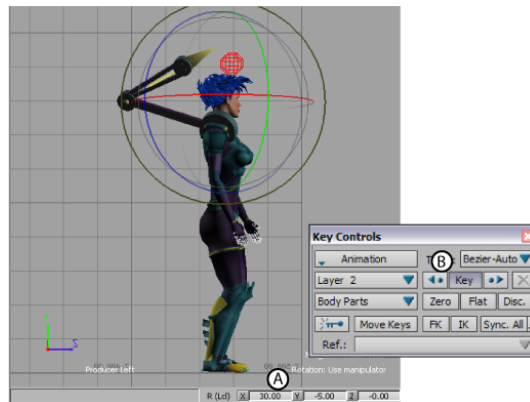 Key Controls
Animation
B
Bezier-Auto
Layer 2
Key
Body Parts
Zero
Flat
Disc.
Move Keys
FK
IK
Sync. All
Ref.:
Producer Left
Rotation: Use manipulator
A
R (Ld) X 30.00 Y -5.00 Z -0.00